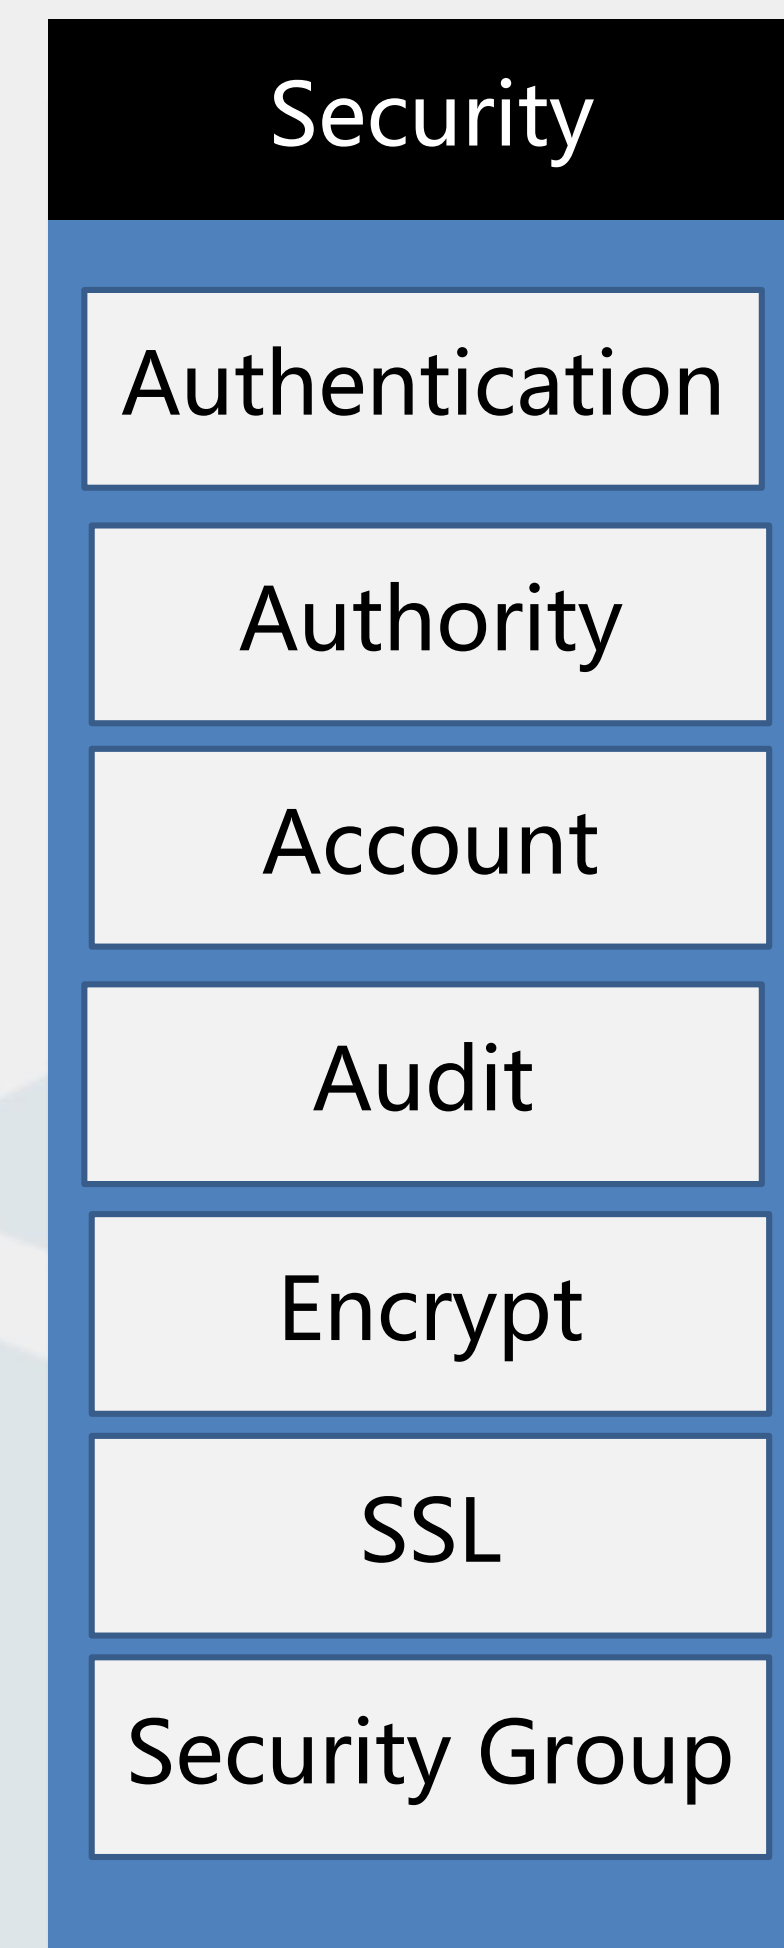 Security
Authentication
Authority
Account
Audit
Encrypt
SSL
Security Group